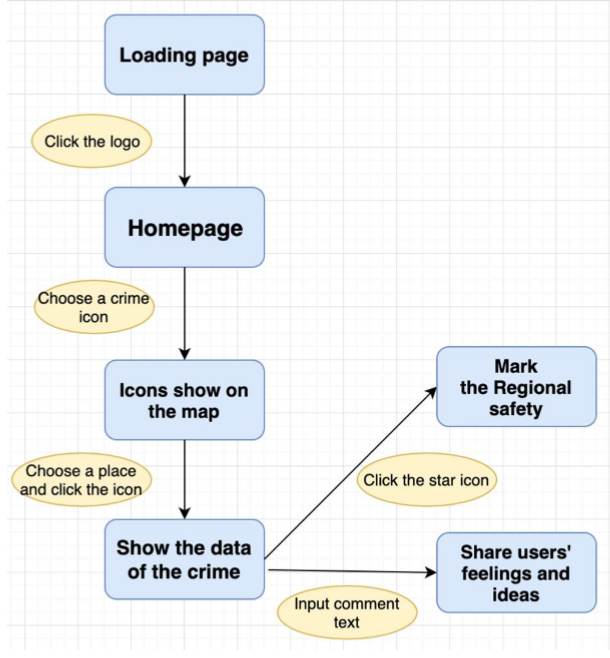 Loading page
Click the logo
Homepage
Choose a crime
icon
Icons show on
the map
Choose a place
and click the icon
Show the data
of the crime
Mark
the Regional
safety
Click the star icon
Share users'
feelings and
ideas
Input comment
text